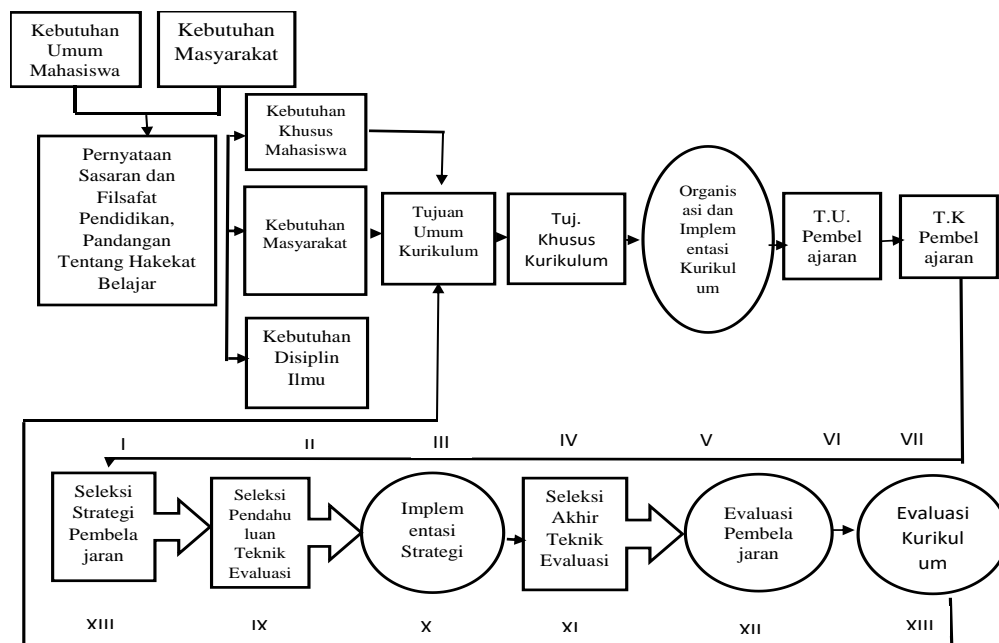 Kebutuhan
Umum
Mahasiswa
Kebutuhan
Masyarakat
Pernyataan
Sasaran dan
Filsafat
Pendidikan,
Pandangan
Tentang Hakekat
Belajar
Kebutuhan
Khusus
Mahasiswa
Kebutuhan
Masyarakat
Kebutuhan
Disiplin
Ilmu
Tujuan
Umum
Kurikulum
Tuj.
Khusus
Kurikulum
Organis
asi dan
Implem
entasi
Kurikul
um
T.U.
Pembel
ajaran
T.K
Pembel
ajaran
I II III IV V VI VII
Seleksi
Strategi
Pembela
jaran
Seleksi
Pendahu
luan
Teknik
Evaluasi
Implem
entasi
Strategi
Seleksi
Akhir
Teknik
Evaluasi
Evaluasi
Pembela
jaran
Evaluasi
Kurikul
um
XIII IX X XI XII XIII